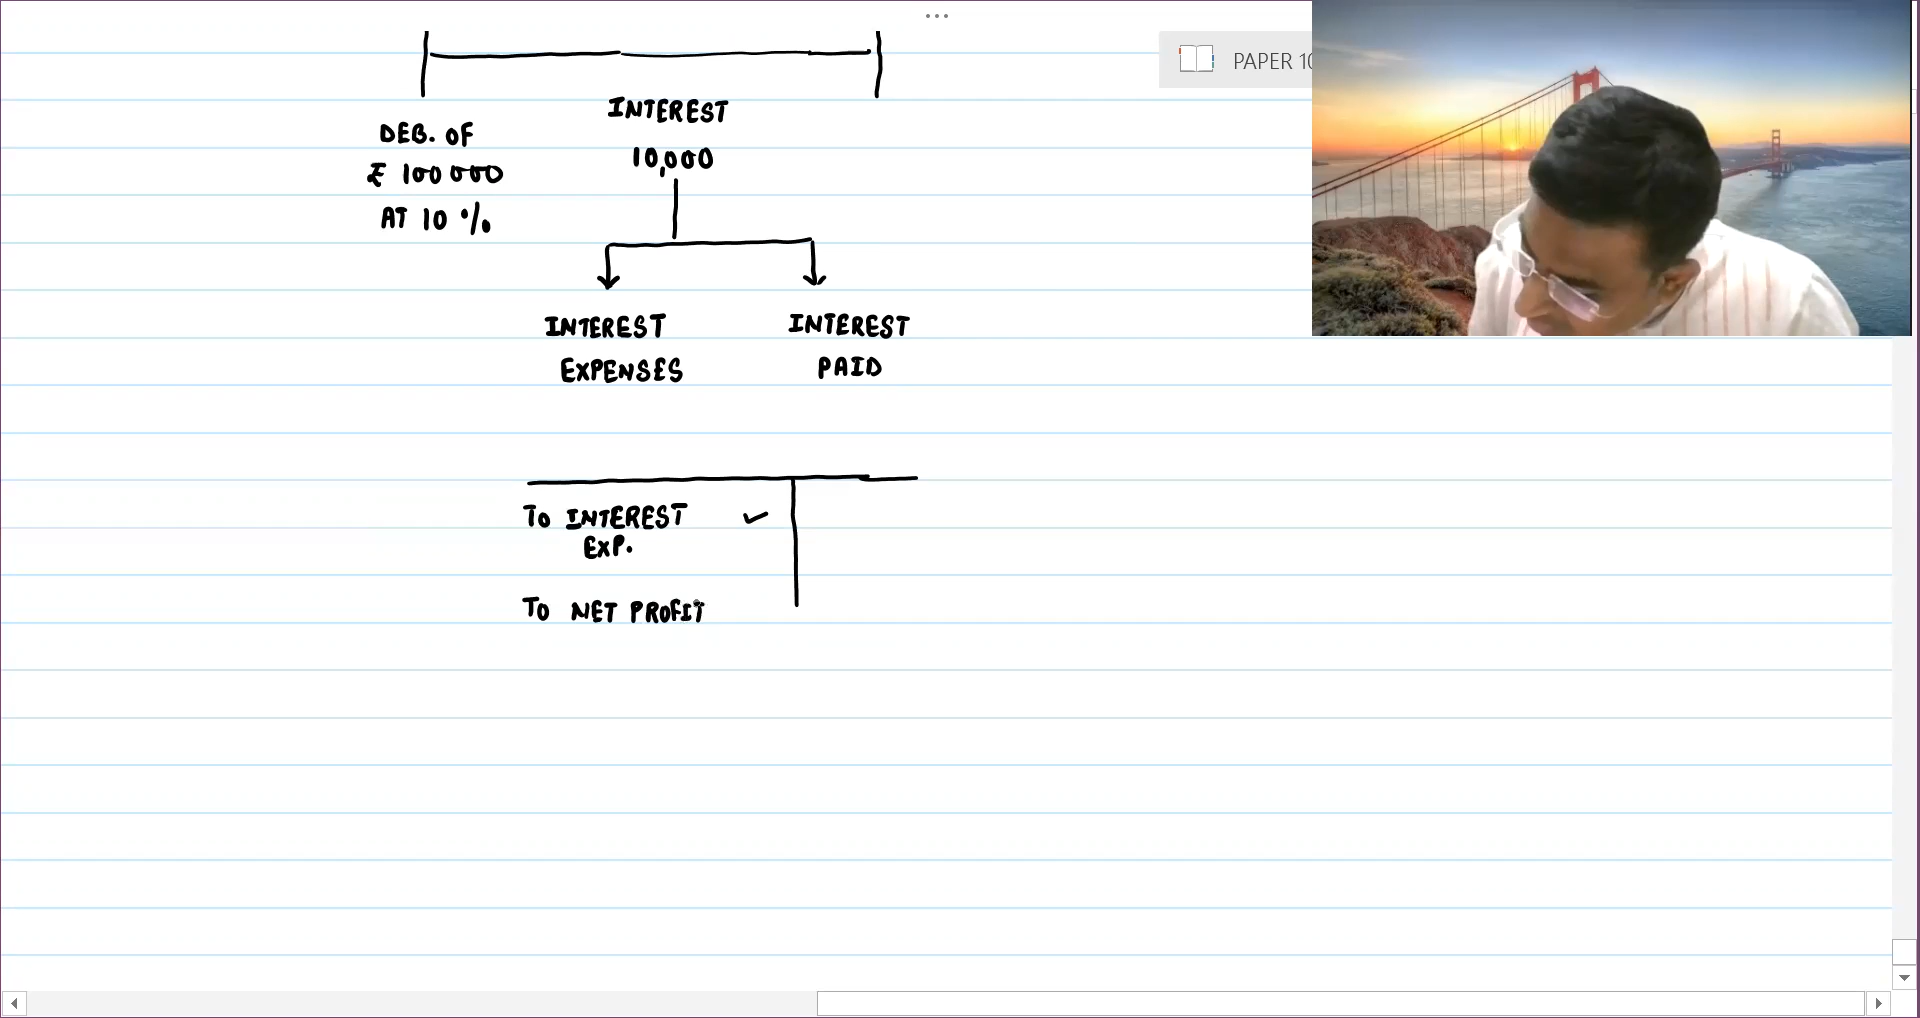 PAPER 10
INTEREST
10,000
DEB. OF
₹ 100000
AT 10 %
INTEREST
EXPENSES
INTEREST
PAID
TO INTEREST ✓
EXP.
TO NET PROFIT